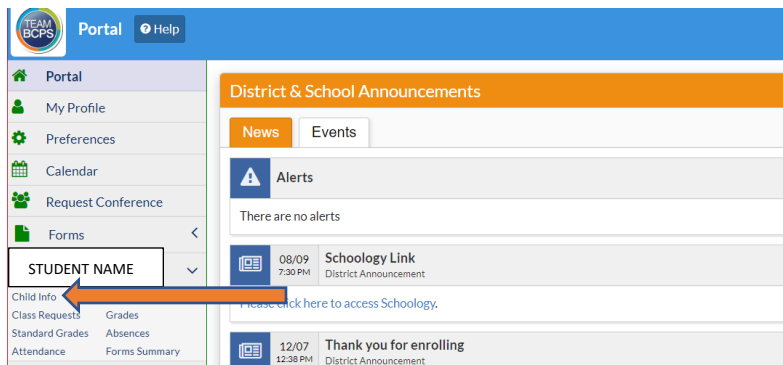 TEAM
BCPS
Portal
Help
Portal
My Profile
Preferences
Calendar
Request Conference
Forms
STUDENT NAME
Child Info
Class Requests Grades
Standard Grades Absences
Attendance Forms Summary
District & School Announcements
News Events
Alerts
There are no alerts
08/09 Schoology Link
7:30 PM District Announcement
Please click here to access Schoology.
12/07 Thank you for enrolling
12:38 PM District Announcement